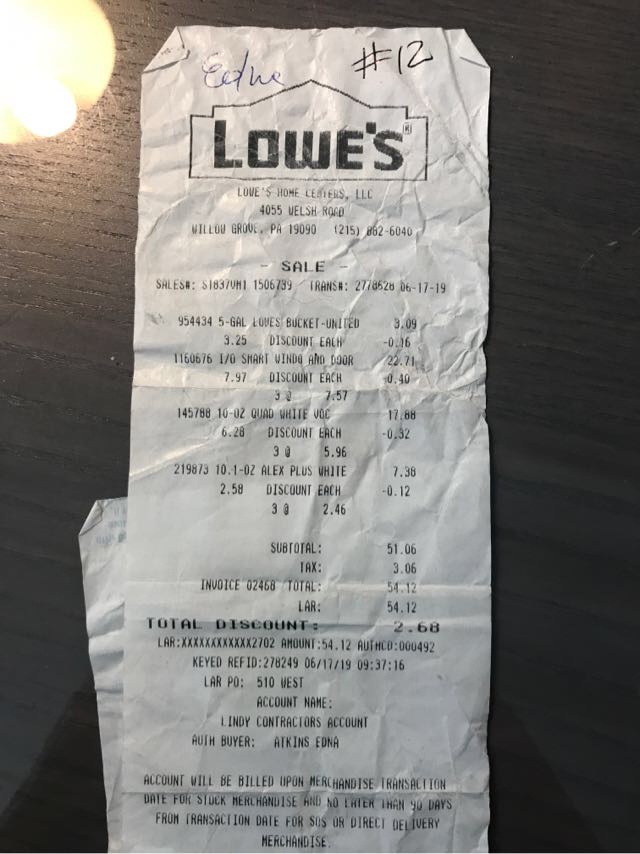 Edna #12
LOWE'S®
LOWE'S HOME CENTERS, LLC
4055 WELSH ROAD
WILLOW GROVE, PA 19090 (215) 882-6040
- SALE -
SALES#: S1837VM1 1506739 TRANS#: 2778628 06-17-19
954434 5-GAL LOWES BUCKET-UNITED 3.09
3.25 DISCOUNT EACH -0.16
1160676 I/O SMART WINDO AND DOOR 22.71
7.97 DISCOUNT EACH -0.40
3 @ 7.57
145788 10-OZ QUAD WHITE VOC 17.88
6.28 DISCOUNT EACH -0.32
3 @ 5.96
219873 10.1-OZ ALEX PLUS WHITE 7.38
2.58 DISCOUNT EACH -0.12
3 @ 2.46
SUBTOTAL: 51.06
TAX: 3.06
INVOICE 02468 TOTAL: 54.12
LAR: 54.12
TOTAL DISCOUNT: 2.68
LAR:XXXXXXXXXXXX2702 AMOUNT:54.12 AUTHCD:000492
KEYED REFID:278249 06/17/19 09:37:16
LAR PO: 510 WEST
ACCOUNT NAME:
LINDY CONTRACTORS ACCOUNT
AUTH BUYER: ATKINS EDNA
ACCOUNT WILL BE BILLED UPON MERCHANDISE TRANSACTION
DATE FOR STOCK MERCHANDISE AND NO LATER THAN 90 DAYS
FROM TRANSACTION DATE FOR SOS OR DIRECT DELIVERY
MERCHANDISE.